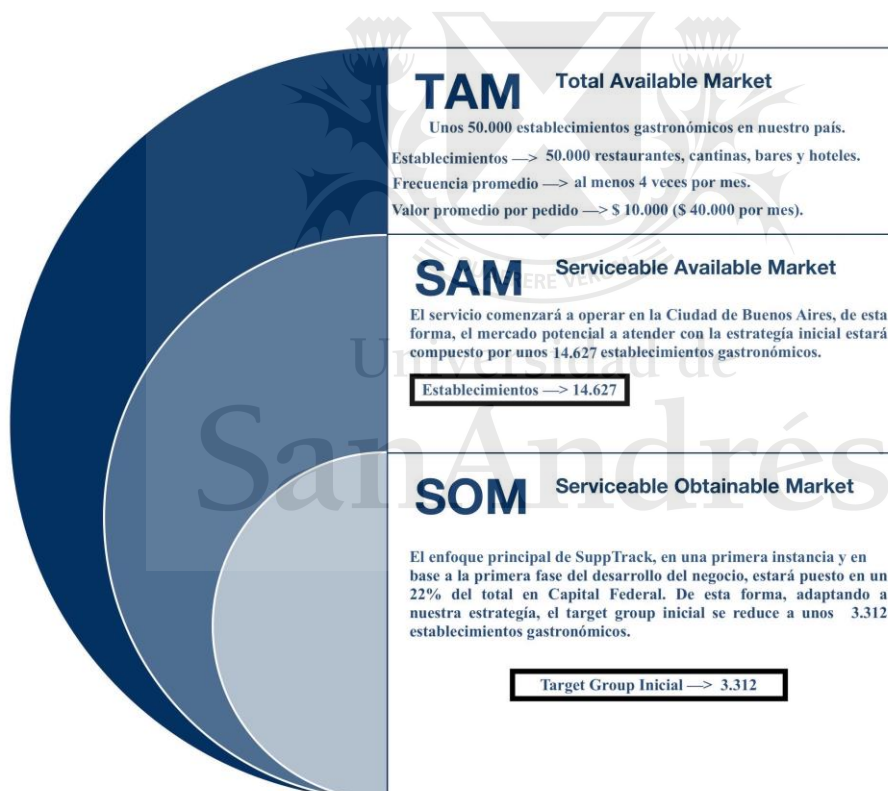 TAM Total Available Market
Unos 50.000 establecimientos gastronómicos en nuestro país.
Establecimientos —> 50.000 restaurantes, cantinas, bares y hoteles.
Frecuencia promedio —> al menos 4 veces por mes.
Valor promedio por pedido —> $ 10.000 ($ 40.000 por mes).
SAM Serviceable Available Market
El servicio comenzará a operar en la Ciudad de Buenos Aires, de esta
forma, el mercado potencial a atender con la estrategía inicial estará
compuesto por unos 14.627 establecimientos gastronómicos.
Establecimientos —> 14.627
Universidad de
SanAndrés
SOM Serviceable Obtainable Market
El enfoque principal de SuppTrack, en una primera instancia y en
base a la primera fase del desarrollo del negocio, estará puesto en un
22% del total en Capital Federal. De esta forma, adaptando a
nuestra estrategía, el target group inicial se reduce a unos 3.312
establecimientos gastronómicos.
Target Group Inicial —> 3.312